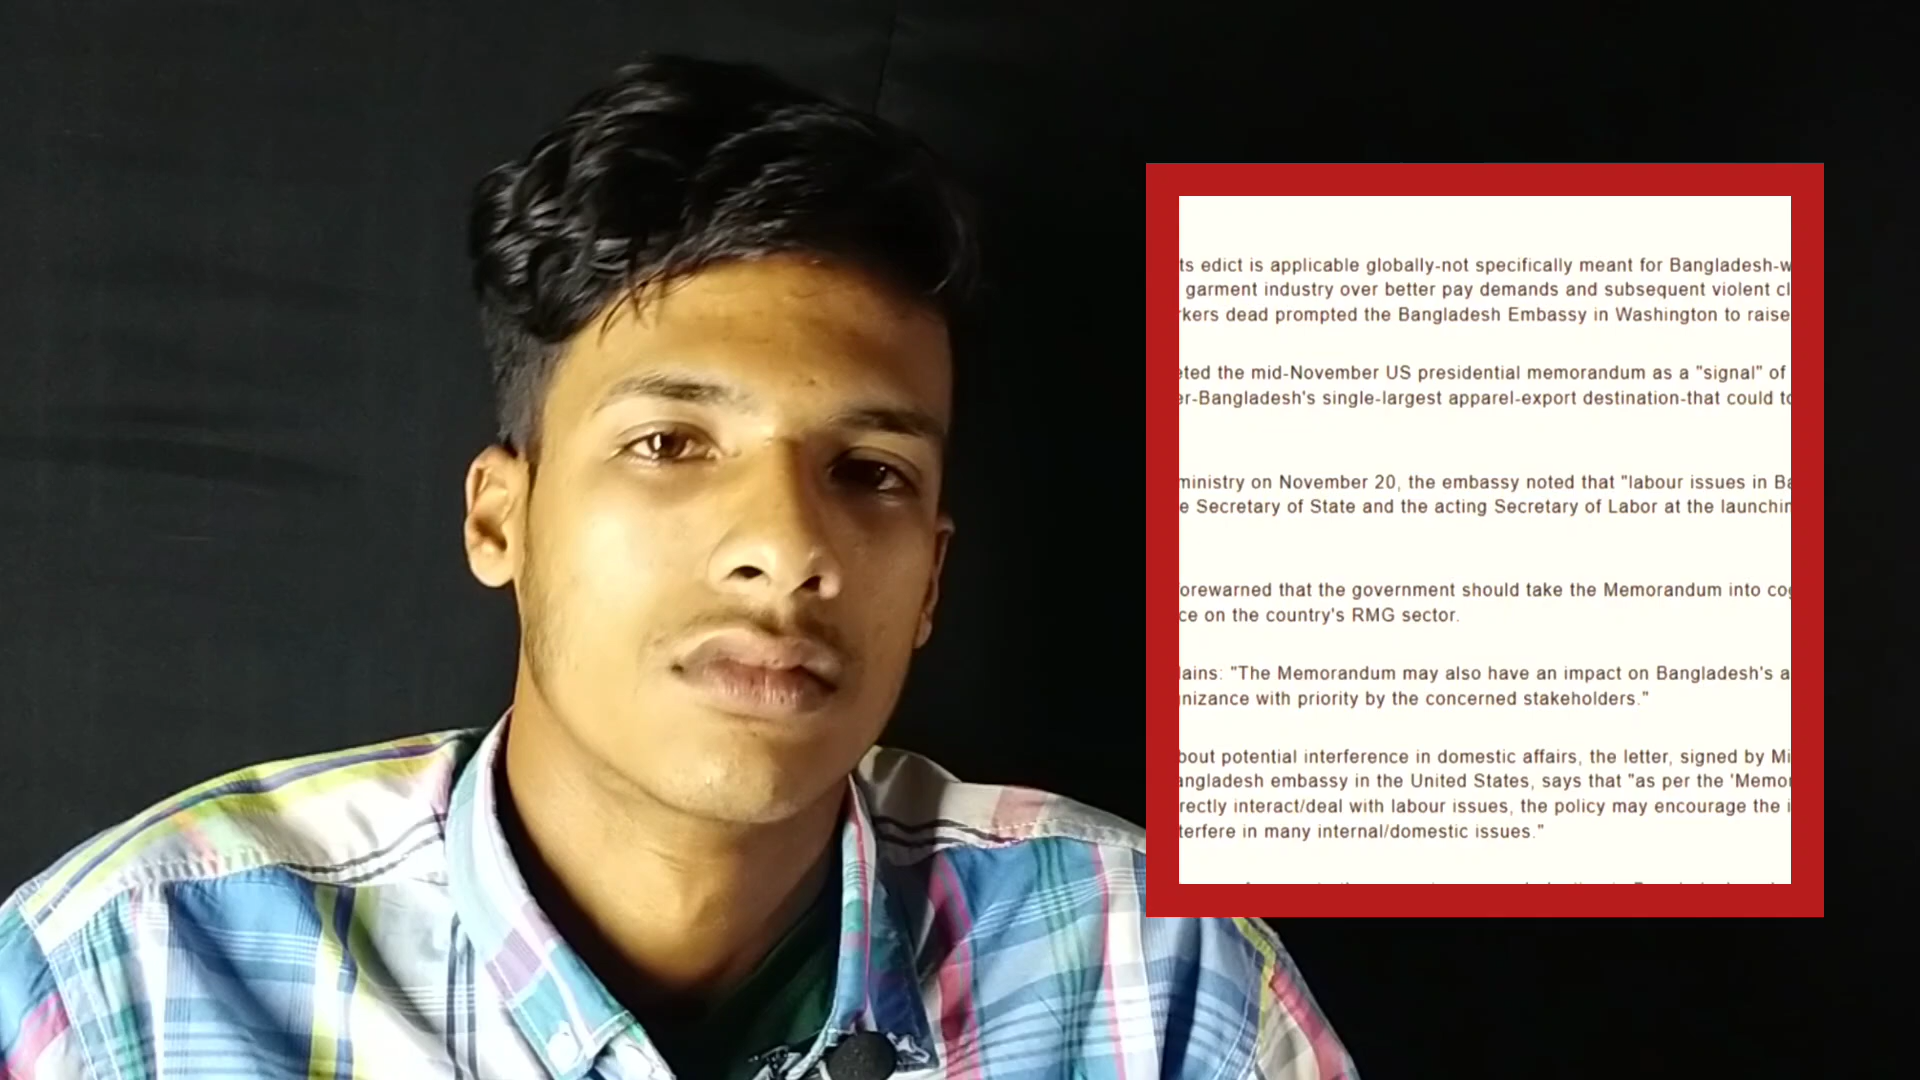 ts edict is applicable globally-not specifically meant for Bangladesh-w
garment industry over better pay demands and subsequent violent cl
kers dead prompted the Bangladesh Embassy in Washington to raise
ted the mid-November US presidential memorandum as a "signal" of
er-Bangladesh's single-largest apparel-export destination-that could to
ministry on November 20, the embassy noted that "labour issues in Ba
e Secretary of State and the acting Secretary of Labor at the launchin
orewarned that the government should take the Memorandum into cog
ce on the country's RMG sector.
lains: "The Memorandum may also have an impact on Bangladesh's a
nizance with priority by the concerned stakeholders."
bout potential interference in domestic affairs, the letter, signed by Mi
angladesh embassy in the United States, says that "as per the 'Memor
rectly interact/deal with labour issues, the policy may encourage the i
terfere in many internal/domestic issues."